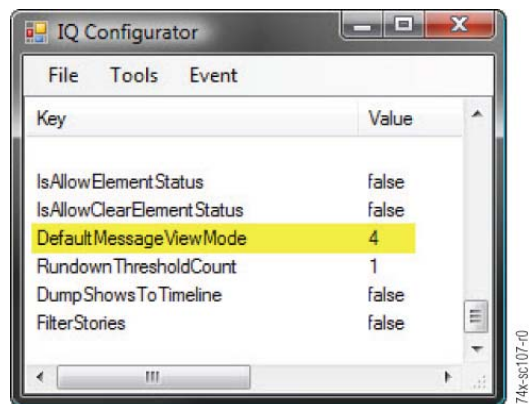 IQ Configurator
File Tools Event
Key Value
IsAllowElementStatus false
IsAllowClearElementStatus false
DefaultMessageViewMode 4
RundownThresholdCount 1
DumpShowsToTimeline false
FilterStories false
74x-sc107-r0